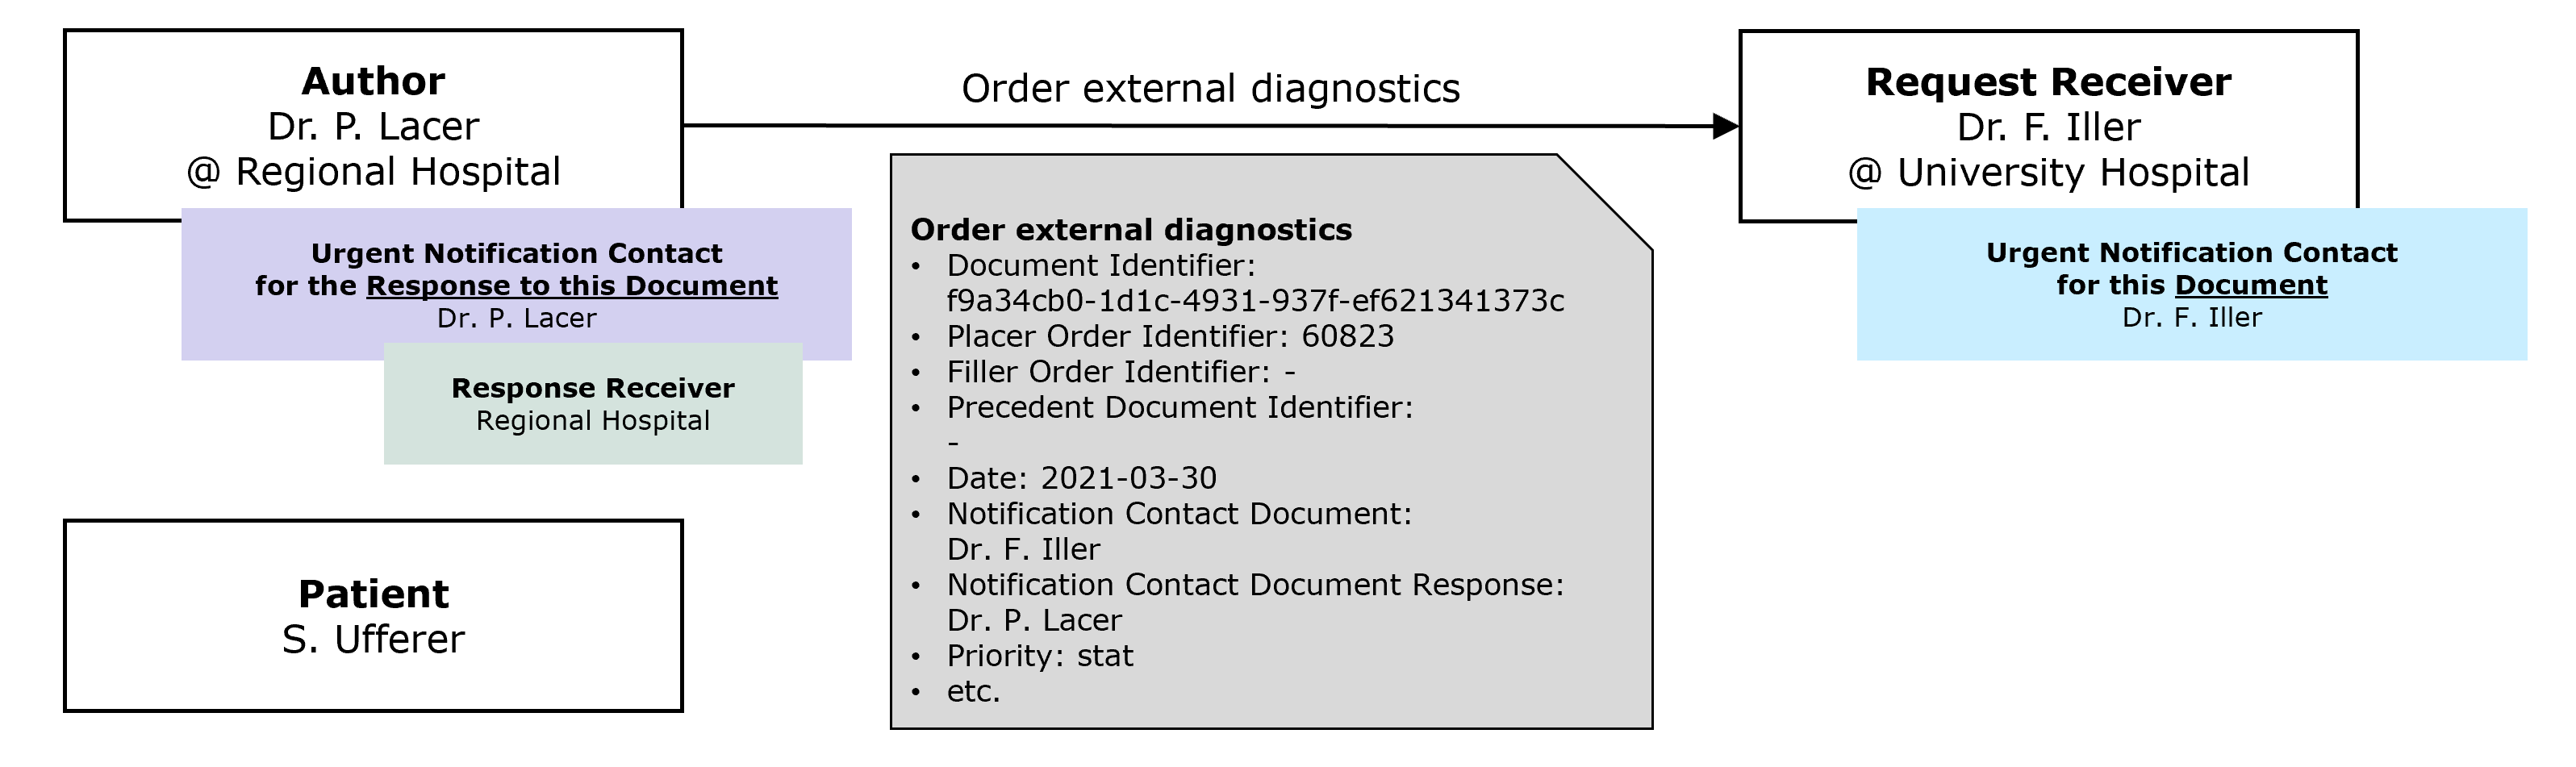 Author
Dr. P. Lacer
@ Regional Hospital
Urgent Notification Contact
for the Response to this Document
Dr. P. Lacer
Response Receiver
Regional Hospital
Patient
S. Ufferer
Order external diagnostics
Order external diagnostics
• Document Identifier:
f9a34cb0-1d1c-4931-937f-ef621341373c
• Placer Order Identifier: 60823
• Filler Order Identifier: -
• Precedent Document Identifier:
-
• Date: 2021-03-30
• Notification Contact Document:
Dr. F. Iller
• Notification Contact Document Response:
Dr. P. Lacer
• Priority: stat
• etc.
Request Receiver
Dr. F. Iller
@ University Hospital
Urgent Notification Contact
for this Document
Dr. F. Iller